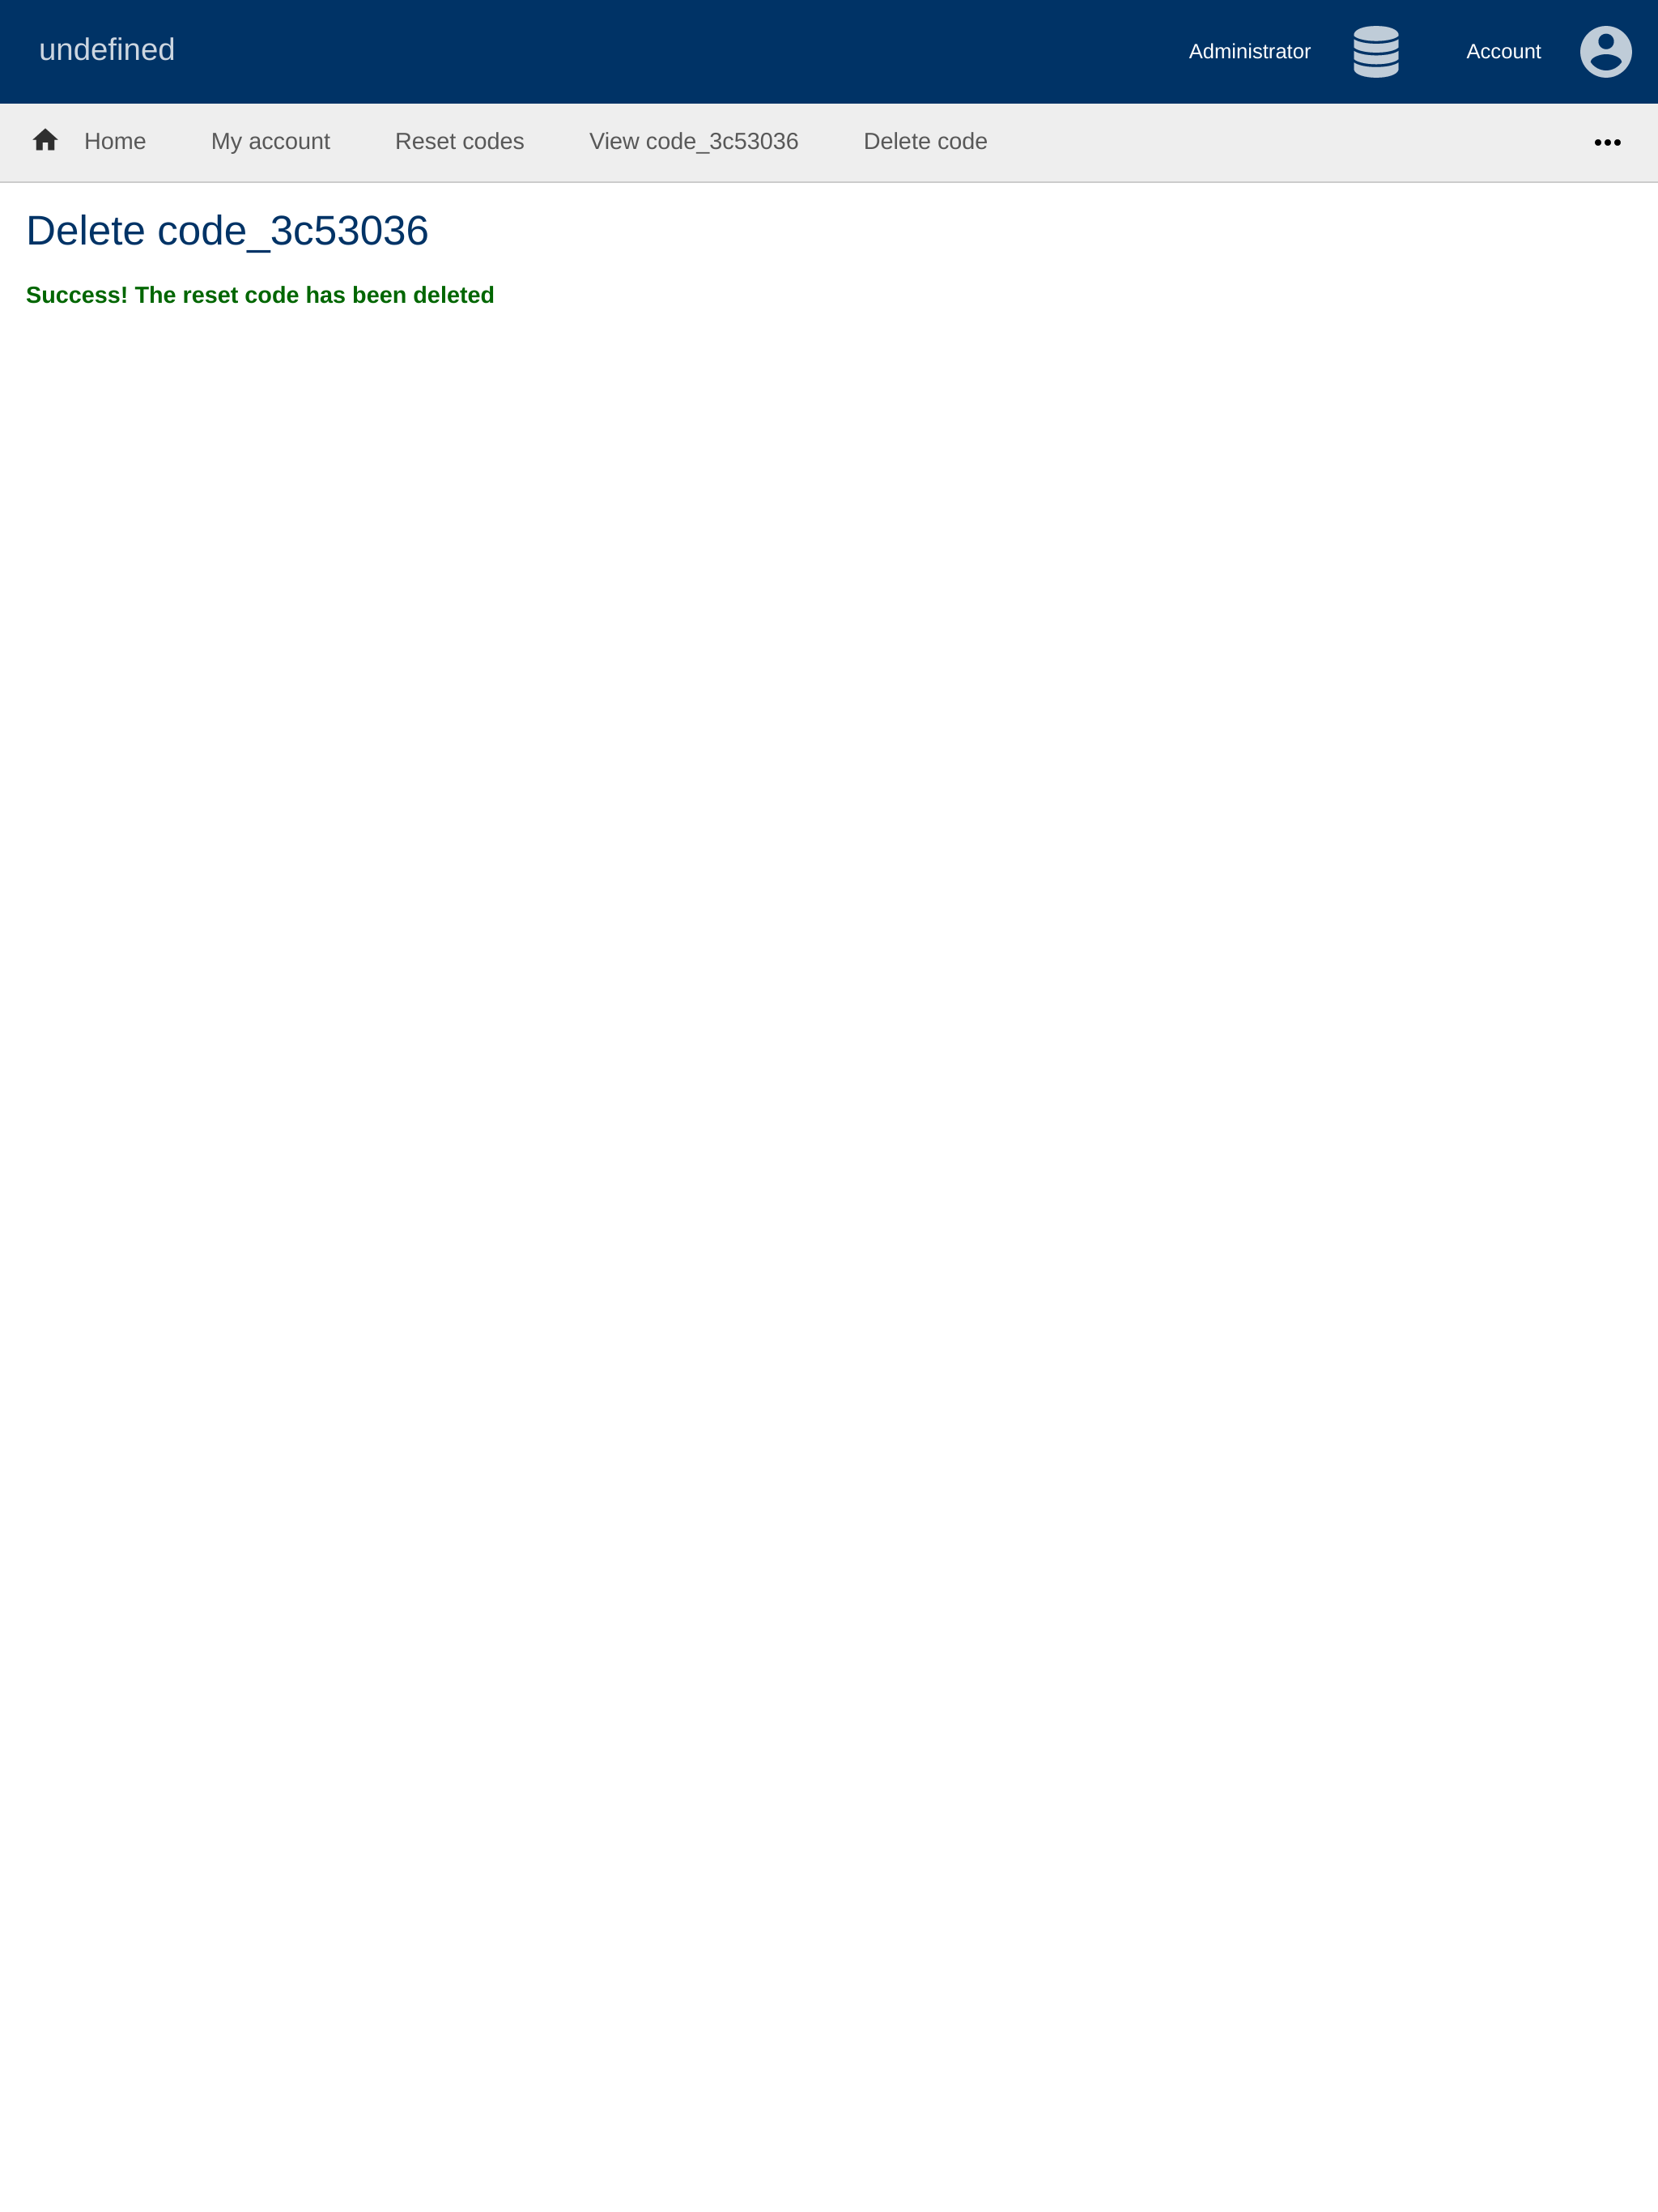 undefined
Administrator
Account
Home
My account
Reset codes
View code_3c53036
Delete code
Delete code_3c53036
Success! The reset code has been deleted